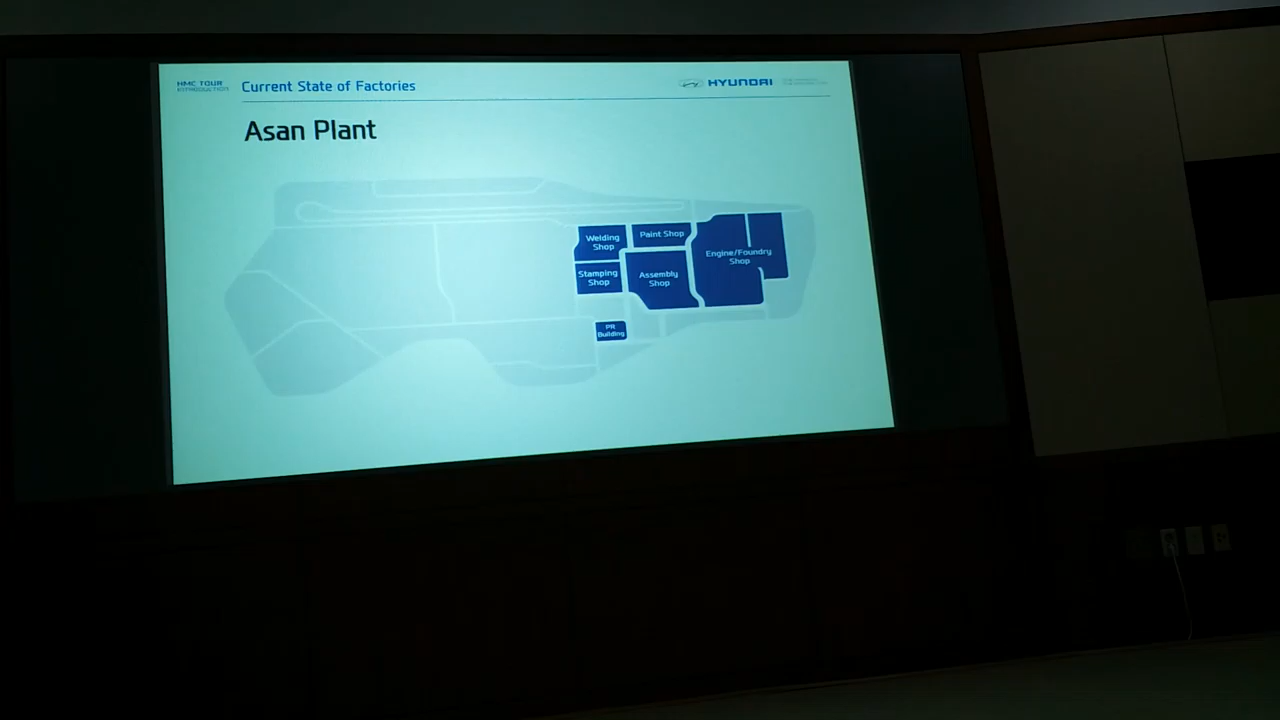 HMC TOUR
INTRODUCTION
Current State of Factories
HYUNDAI
Asan Plant
Welding
Shop
Paint Shop
Engine/Foundry
Shop
Stamping
Shop
Assembly
Shop
PR
Building